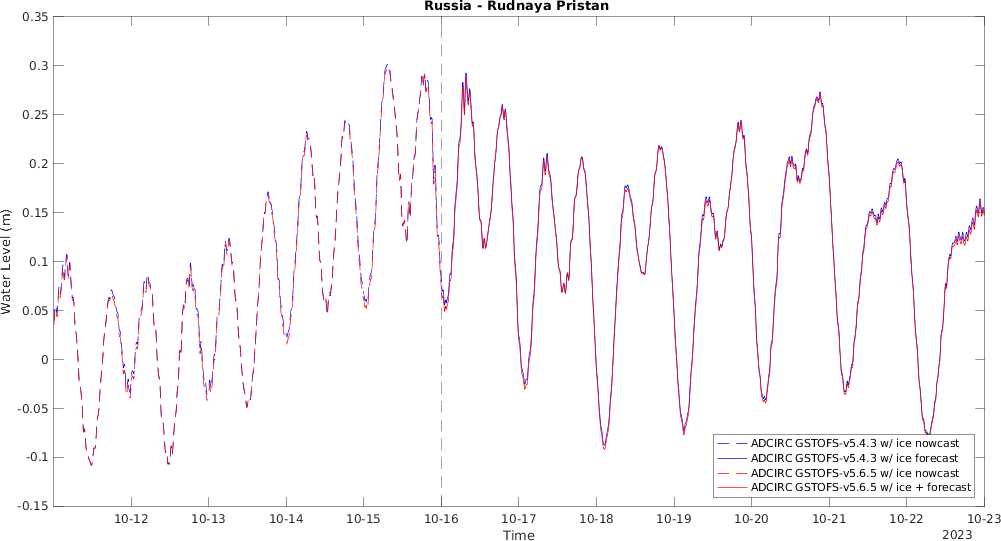 Russia - Rudnaya Pristan
0.35
0.3
0.25
0.2
0.15
0.1
0.05
0
-0.05
-0.1
-0.15
Water Level (m)
10-12 10-13 10-14 10-15 10-16 10-17 10-18 10-19 10-20 10-21 10-22 10-23
Time
2023
ADCIRC GSTOFS-v5.4.3 w/ ice nowcast
ADCIRC GSTOFS-v5.4.3 w/ ice forecast
ADCIRC GSTOFS-v5.6.5 w/ ice nowcast
ADCIRC GSTOFS-v5.6.5 w/ ice + forecast